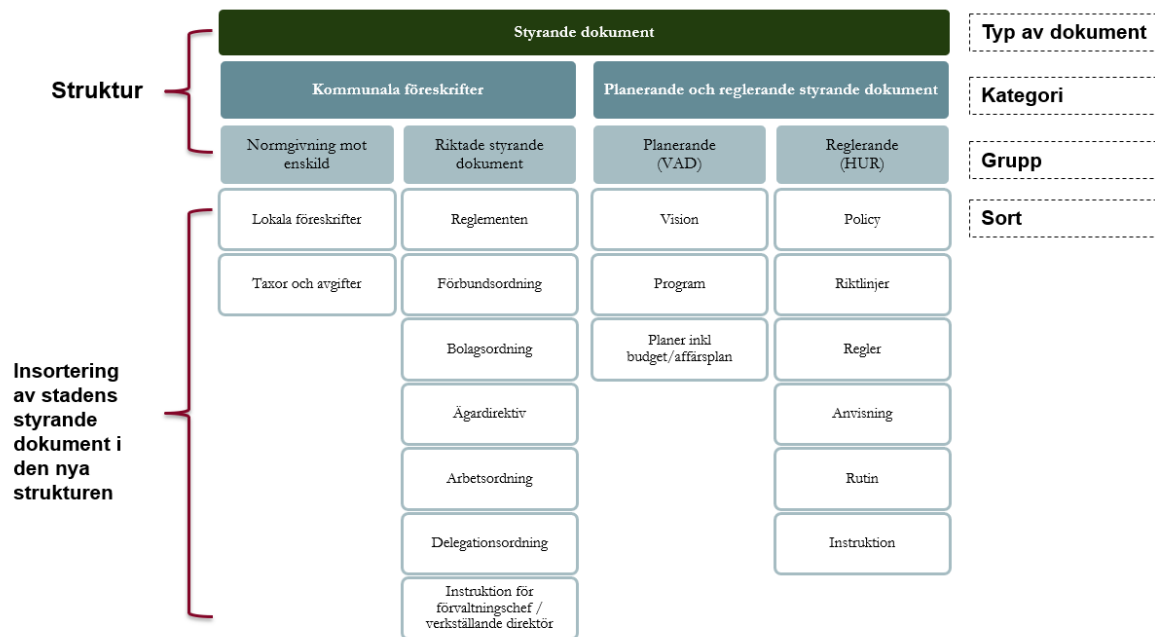 Styrande dokument
Typ av dokument
Struktur
Kommunala föreskrifter
Planerande och reglerande styrande dokument
Kategori
Normgivning mot
enskild
Riktade styrande
dokument
Planerande
(VAD)
Reglerande
(HUR)
Grupp
Lokala föreskrifter
Reglementen
Vision
Policy
Sort
Taxor och avgifter
Förbundsordning
Program
Riktlinjer
Bolagsordning
Planer inkl
budget/affärsplan
Regler
Insortering
av stadens
styrande
dokument i
den nya
strukturen
Ägardirektiv
Anvisning
Arbetsordning
Rutin
Delegationsordning
Instruktion
Instruktion för
förvaltningschef /
verkställande direktör